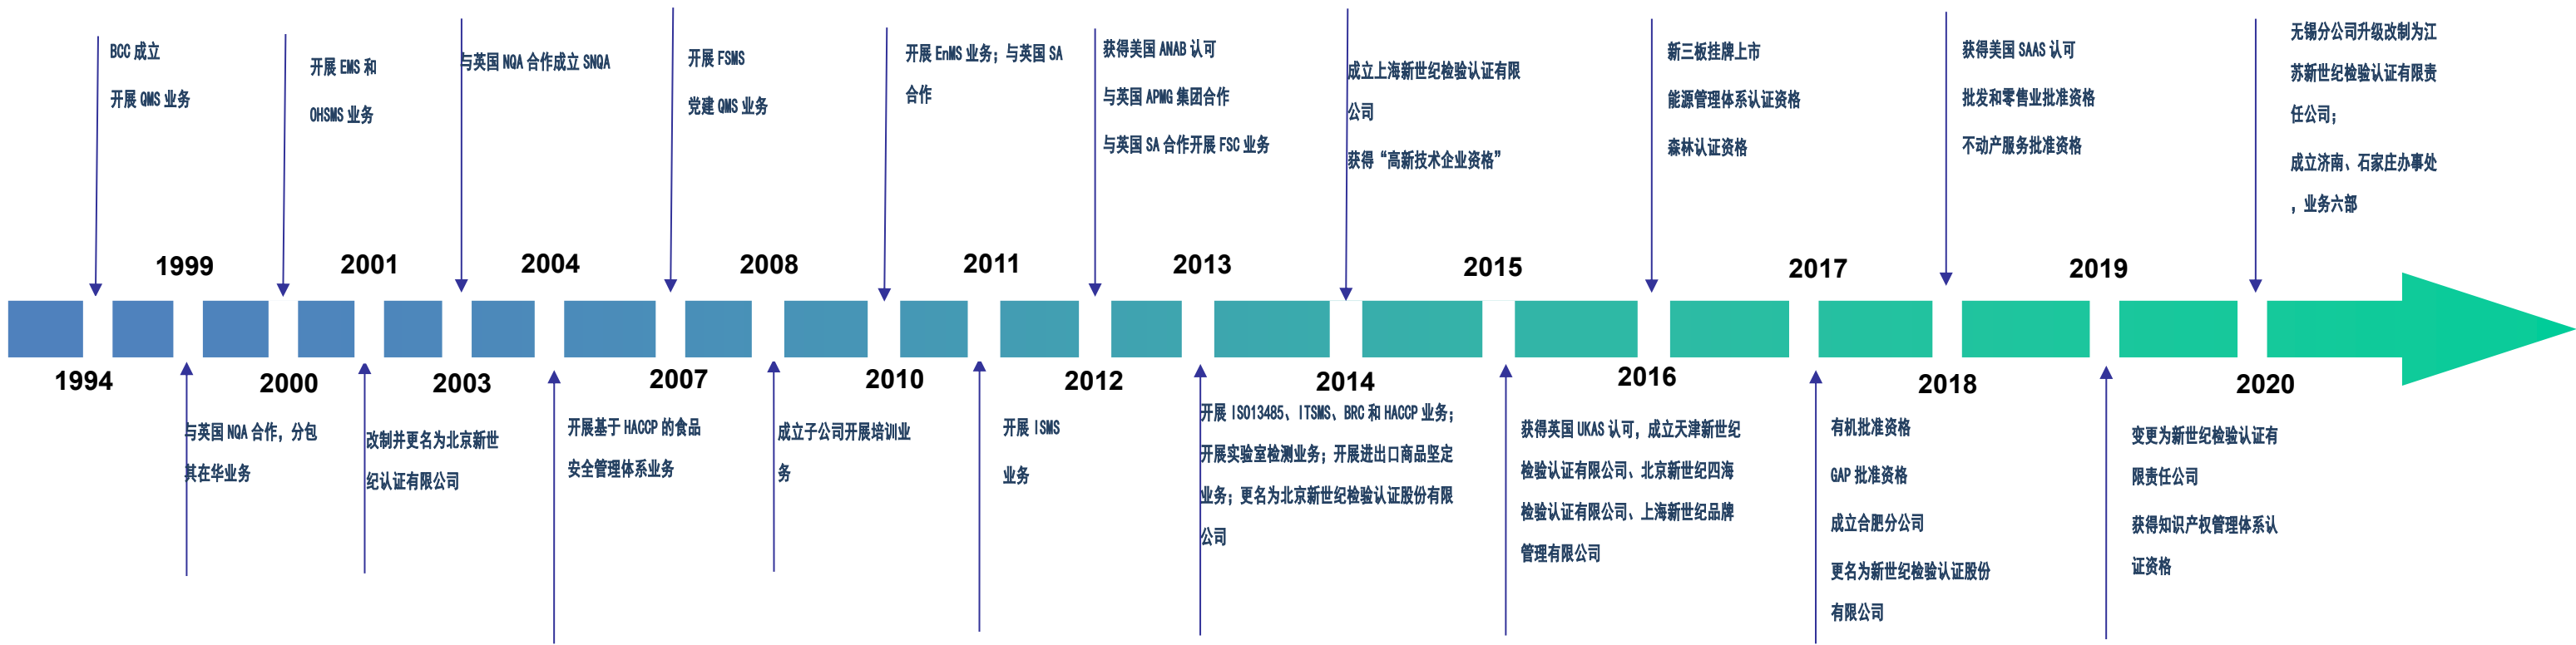 BCC 成立
开展 QMS 业务
开展 EMS 和
OHSMS 业务
与英国 NQA 合作成立 SNQA
开展 FSMS
党建 QMS 业务
开展 EnMS 业务；与英国 SA
合作
获得美国 ANAB 认可
与英国 APMG 集团合作
与英国 SA 合作开展 FSC 业务
成立上海新世纪检验认证有限
公司
获得“高新技术企业资格”
新三板挂牌上市
能源管理体系认证资格
森林认证资格
获得美国 SAAS 认可
批发和零售业批准资格
不动产服务批准资格
无锡分公司升级改制为江
苏新世纪检验认证有限责
任公司；
成立济南、石家庄办事处
，业务六部
1999
2001
2004
2008
2011
2013
2015
2017
2019
1994
2000
2003
2007
2010
2012
2014
2016
2018
2020
与英国 NQA 合作，分包
其在华业务
改制并更名为北京新世
纪认证有限公司
开展基于 HACCP 的食品
安全管理体系业务
成立子公司开展培训业
务
开展 ISMS
业务
开展 ISO13485、ITSMS、BRC 和 HACCP 业务；
开展实验室检测业务；开展进出口商品坚定
业务；更名为北京新世纪检验认证股份有限
公司
获得英国 UKAS 认可，成立天津新世纪
检验认证有限公司、北京新世纪四海
检验认证有限公司、上海新世纪品牌
管理有限公司
有机批准资格
GAP 批准资格
成立合肥分公司
更名为新世纪检验认证股份
有限公司
变更为新世纪检验认证有
限责任公司
获得知识产权管理体系认
证资格